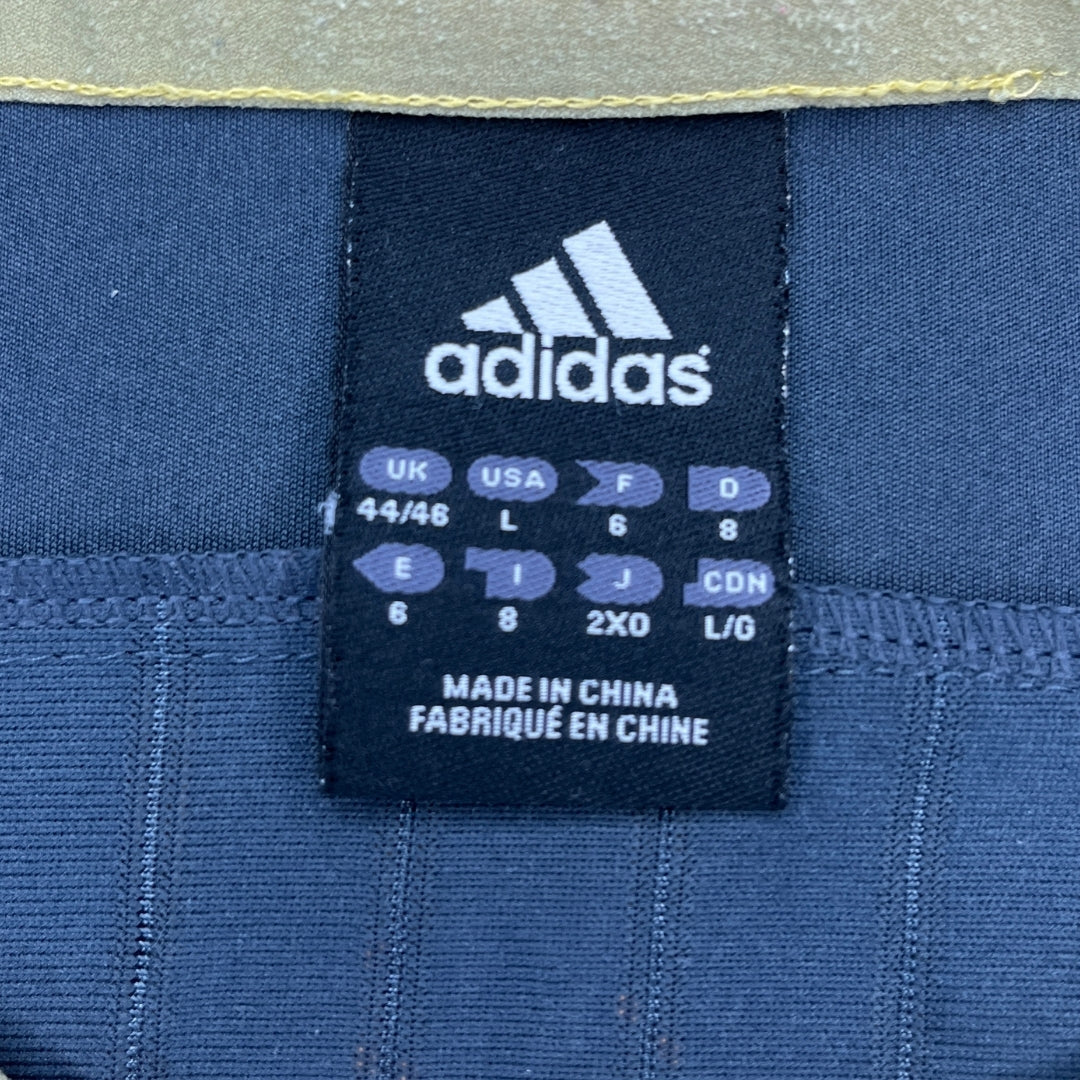 adidas
UK USA F D
44/46 L 6 8
E I J CDN
6 8 2XO L/G
MADE IN CHINA
FABRIQUÉ EN CHINE